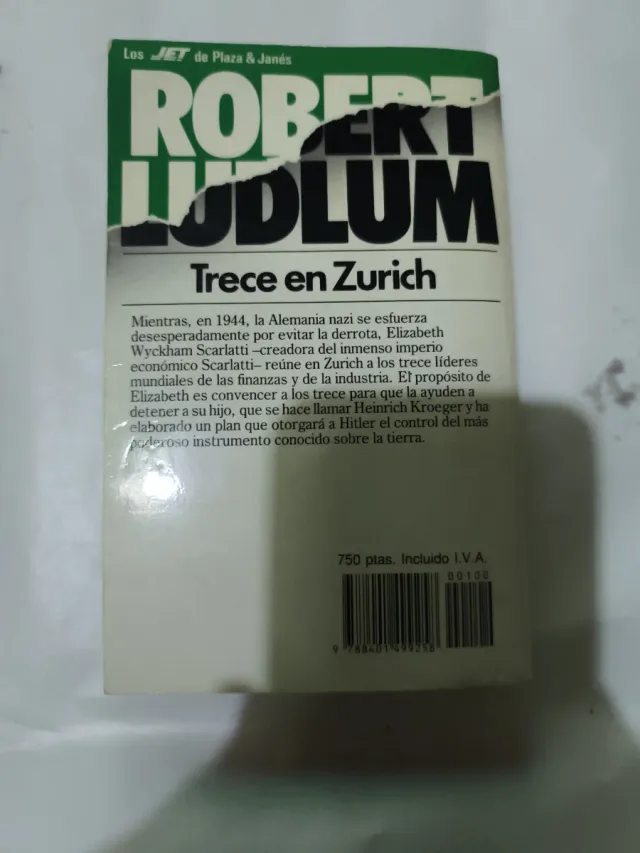 Los JET de Plaza & Janés
ROBERT
LUDLUM
Trece en Zurich
Mientras, en 1944, la Alemania nazi se esfuerza
desesperadamente por evitar la derrota, Elizabeth
Wyckham Scarlatti –creadora del inmenso imperio
económico Scarlatti– reúne en Zurich a los trece líderes
mundiales de las finanzas y de la industria. El propósito de
Elizabeth es convencer a los trece para que la ayuden a
detener a su hijo, que se hace llamar Heinrich Kroeger y ha
elaborado un plan que otorgará a Hitler el control del más
poderoso instrumento conocido sobre la tierra.
750 ptas. Incluido I.V.A.
00100
9 788401 499258